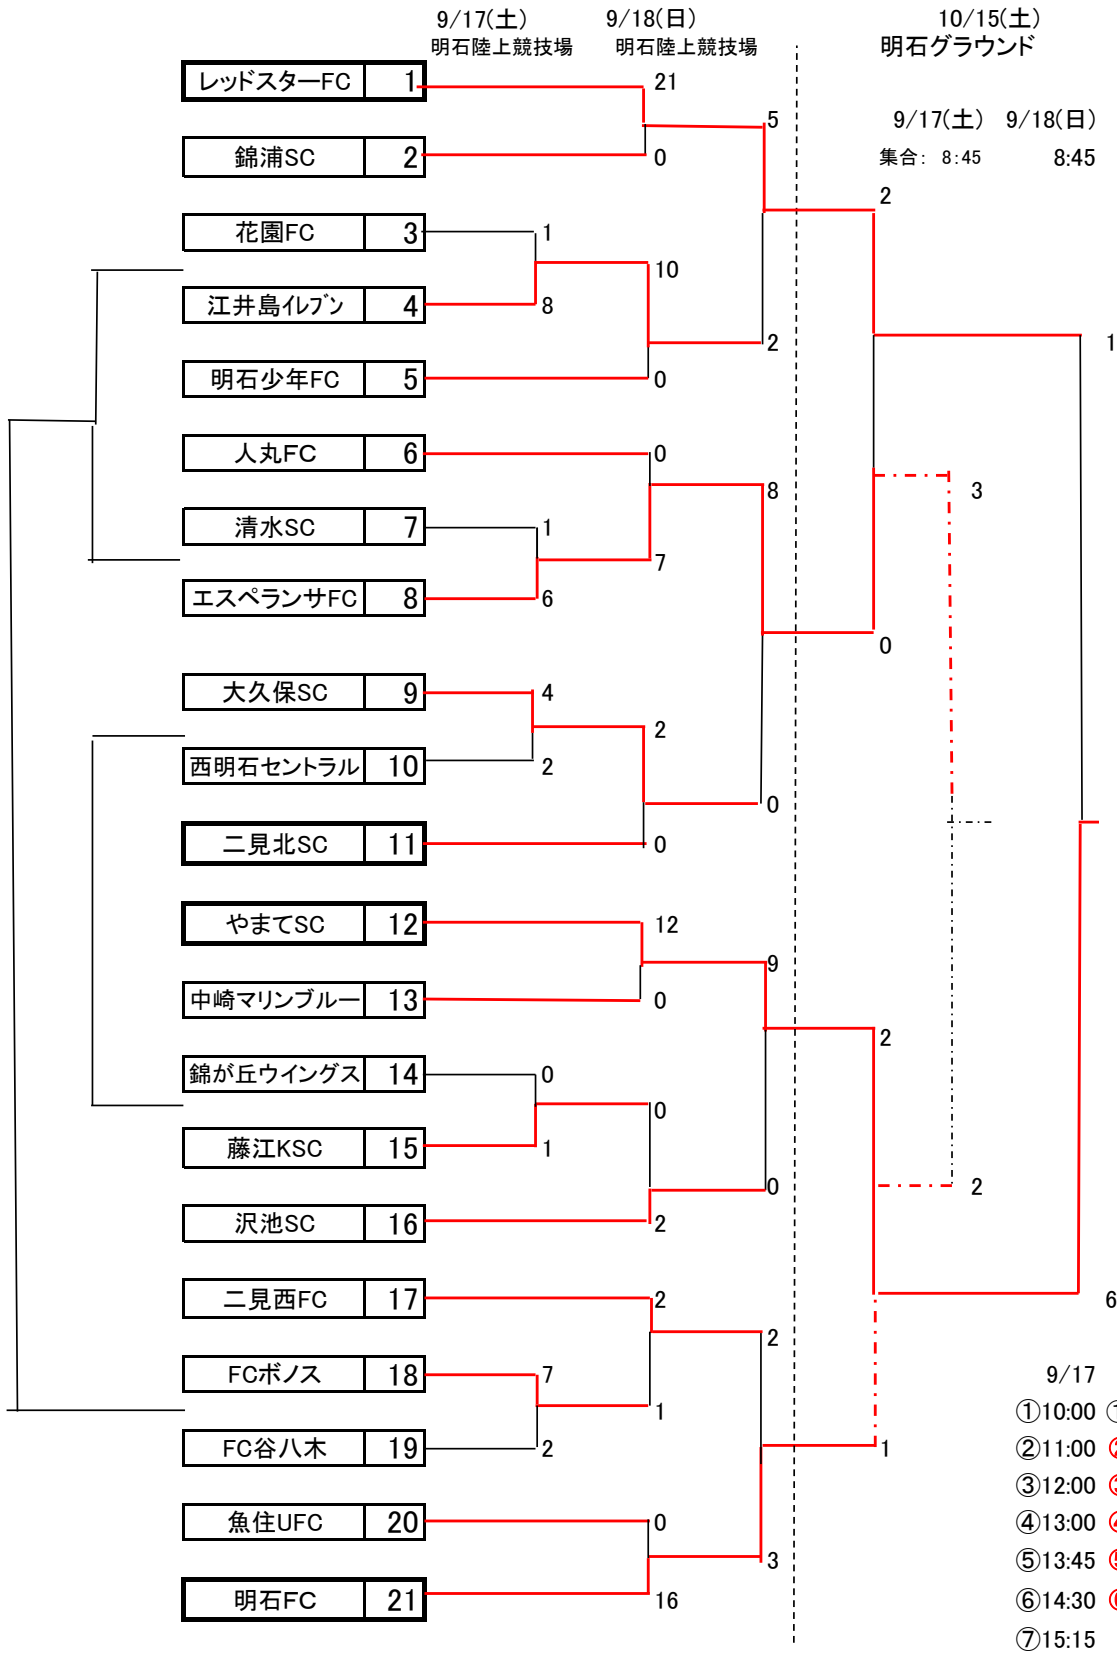 9/17(土) 9/18(日) 10/15(土)
明石陸上競技場 明石陸上競技場 明石グラウンド
レッドスターFC 1 21
5
9/17(土) 9/18(日)
錦浦SC 2 0
集合： 8:45 8:45
2
花園FC 3 1
10
江井島イレブン 4 8
2
1
明石少年FC 5 0
人丸FC 6 0
8
3
清水SC 7 1
7
エスペランサFC 8 6
0
大久保SC 9 4
2
西明石セントラル 10 2
0
二見北SC 11 0
やまてSC 12 12
9
中崎マリンブルー 13 0
2
錦が丘ウイングス 14 0
0
藤江KSC 15 1
0
2
沢池SC 16 2
二見西FC 17 2
6
2
FCボノス 18 7
9/17
1
①10:00
FC谷八木 19 2
1
②11:00
③12:00
魚住UFC 20 0
④13:00
3
⑤13:45
明石FC 21 16
⑥14:30
⑦15:15